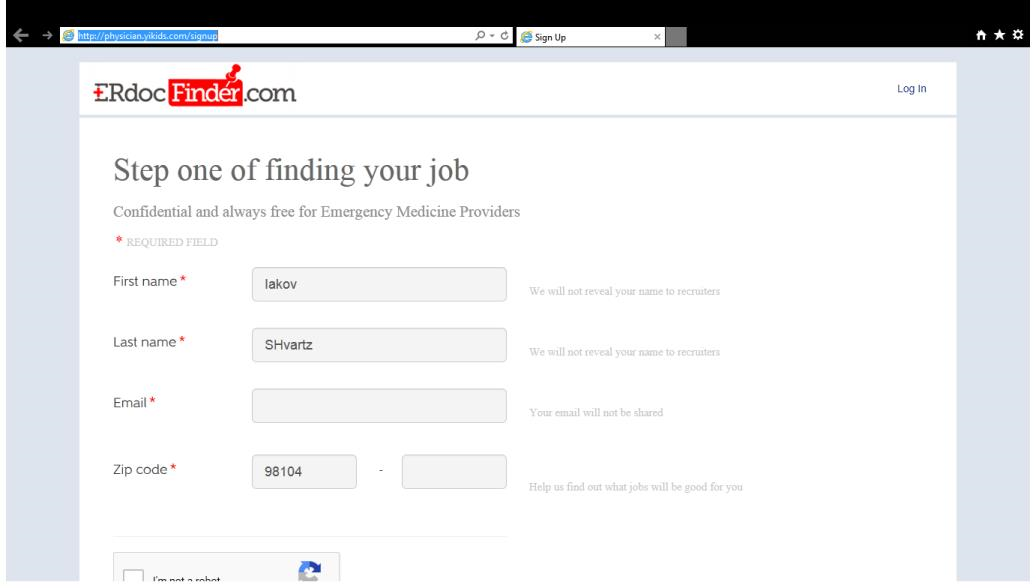 http://physician.yikids.com/signup
Sign Up
ERdocFinder.com
Log In
Step one of finding your job
Confidential and always free for Emergency Medicine Providers
* REQUIRED FIELD
First name *
Iakov
We will not reveal your name to recruiters
Last name *
SHvartz
We will not reveal your name to recruiters
Email *
Your email will not be shared
Zip code *
98104
-
Help us find out what jobs will be good for you
I'm not a robot